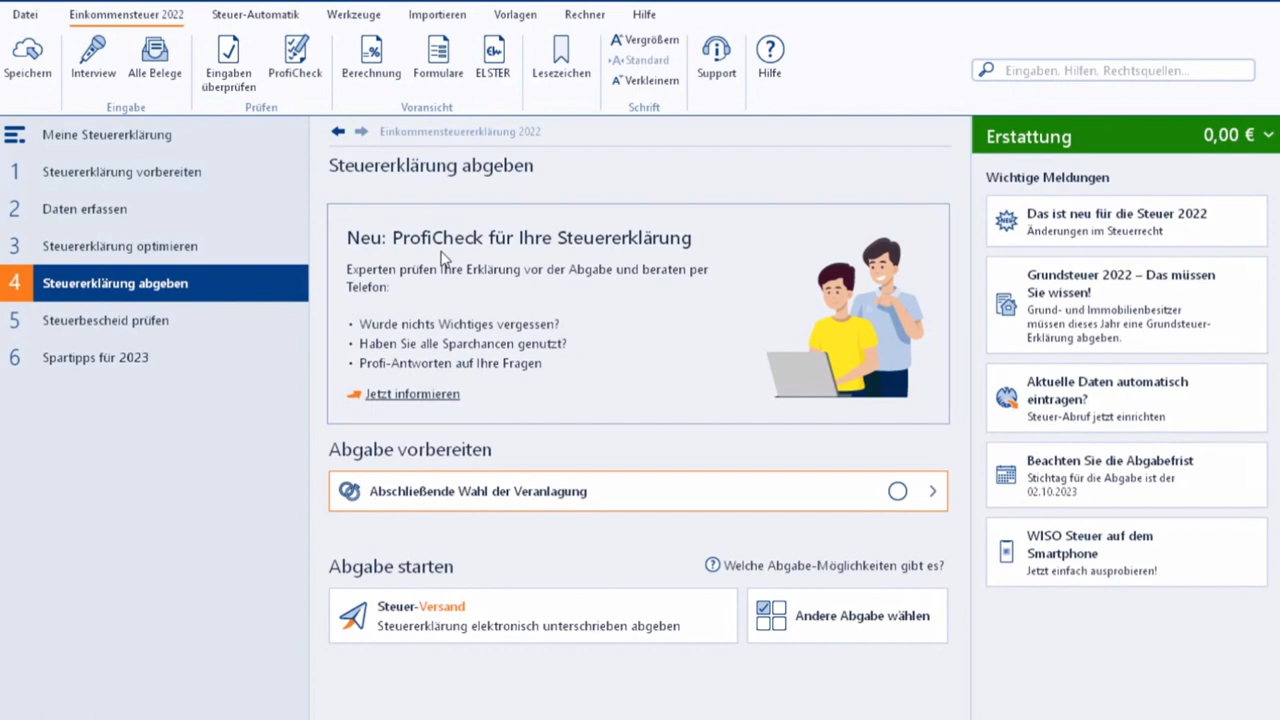 Datei Einkommensteuer 2022 Steuer-Automatik Werkzeuge Importieren Vorlagen Rechner Hilfe
Speichern Interview Alle Belege Eingaben überprüfen ProfiCheck Berechnung Formulare ELSTER Lesezeichen Vergrößern Standard Verkleinern Support Hilfe
Eingabe Prüfen Voransicht Schrift
Eingaben, Hilfen, Rechtsquellen...
Meine Steuererklärung
1 Steuererklärung vorbereiten
2 Daten erfassen
3 Steuererklärung optimieren
4 Steuererklärung abgeben
5 Steuerbescheid prüfen
6 Spartipps für 2023
Einkommensteuererklärung 2022
Steuererklärung abgeben
Neu: ProfiCheck für Ihre Steuererklärung
Experten prüfen Ihre Erklärung vor der Abgabe und beraten per
Telefon:
• Wurde nichts Wichtiges vergessen?
• Haben Sie alle Sparchancen genutzt?
• Profi-Antworten auf Ihre Fragen
Jetzt informieren
Abgabe vorbereiten
Abschließende Wahl der Veranlagung
Abgabe starten
Welche Abgabe-Möglichkeiten gibt es?
Steuer-Versand
Steuererklärung elektronisch unterschrieben abgeben
Andere Abgabe wählen
Erstattung 0,00 €
Wichtige Meldungen
NEU
Das ist neu für die Steuer 2022
Änderungen im Steuerrecht
Grundsteuer 2022 – Das müssen
Sie wissen!
Grund- und Immobilienbesitzer
müssen dieses Jahr eine Grundsteuer-
Erklärung abgeben.
Aktuelle Daten automatisch
eintragen?
Steuer-Abruf jetzt einrichten
Beachten Sie die Abgabefrist
Stichtag für die Abgabe ist der
02.10.2023
WISO Steuer auf dem
Smartphone
Jetzt einfach ausprobieren!